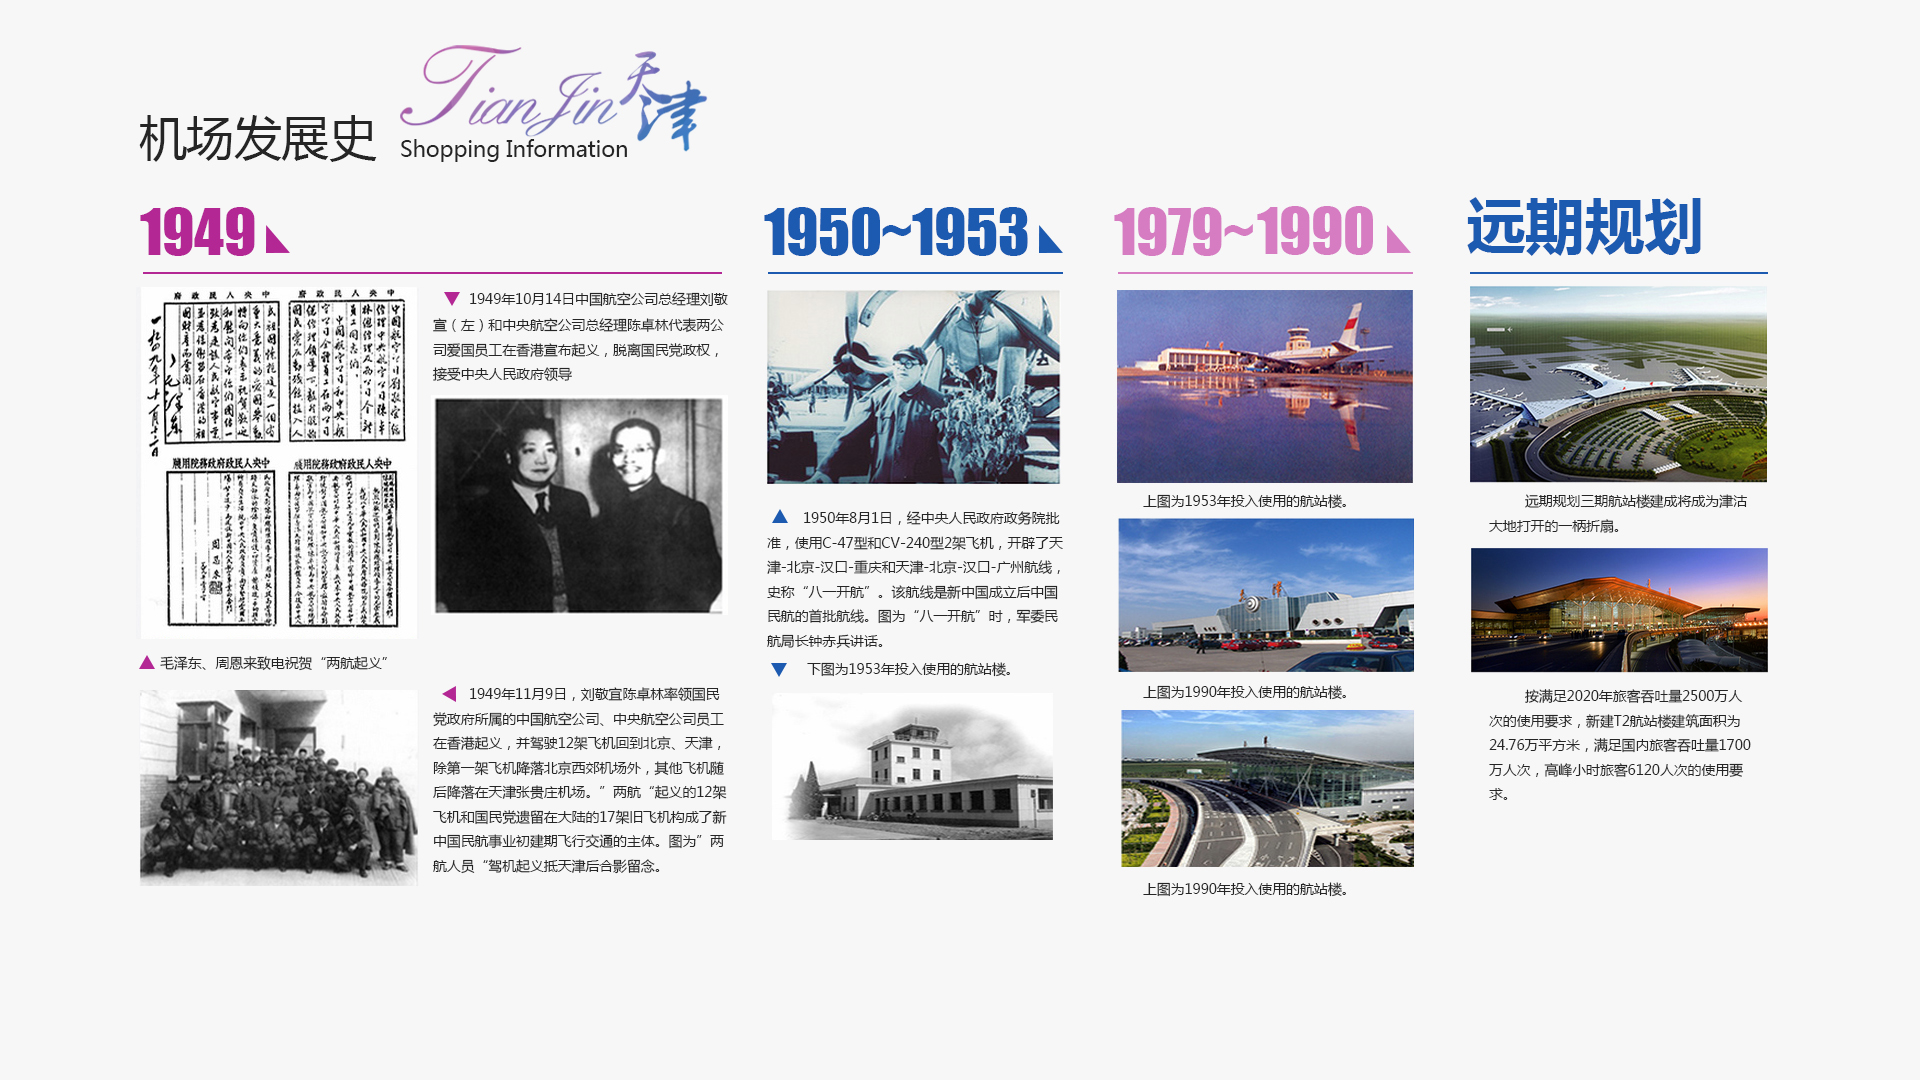 机场发展史
TianJin天津
Shopping Information
1949
中央人民政府
中央人民政府
中央人民政府政务院用笺
中央人民政府政务院用笺
▲ 毛泽东、周恩来致电祝贺“两航起义”
▼ 1949年10月14日中国航空公司总经理刘敬
宣（左）和中央航空公司总经理陈卓林代表两公
司爱国员工在香港宣布起义，脱离国民党政权，
接受中央人民政府领导
◀ 1949年11月9日，刘敬宜陈卓林率领国民
党政府所属的中国航空公司、中央航空公司员工
在香港起义，并驾驶12架飞机回到北京、天津，
除第一架飞机降落北京西郊机场外，其他飞机随
后降落在天津张贵庄机场。”两航“起义的12架
飞机和国民党遗留在大陆的17架旧飞机构成了新
中国民航事业初建期飞行交通的主体。图为”两
航人员“驾机起义抵天津后合影留念。
1950~1953
▲ 1950年8月1日，经中央人民政府政务院批
准，使用C-47型和CV-240型2架飞机，开辟了天
津-北京-汉口-重庆和天津-北京-汉口-广州航线，
史称“八一开航”。该航线是新中国成立后中国
民航的首批航线。图为“八一开航”时，军委民
航局长钟赤兵讲话。
▼ 下图为1953年投入使用的航站楼。
1979~1990
上图为1953年投入使用的航站楼。
上图为1990年投入使用的航站楼。
上图为1990年投入使用的航站楼。
远期规划
远期规划三期航站楼建成将成为津沽
大地打开的一柄折扇。
按满足2020年旅客吞吐量2500万人
次的使用要求，新建T2航站楼建筑面积为
24.76万平方米，满足国内旅客吞吐量1700
万人次，高峰小时旅客6120人次的使用要
求。